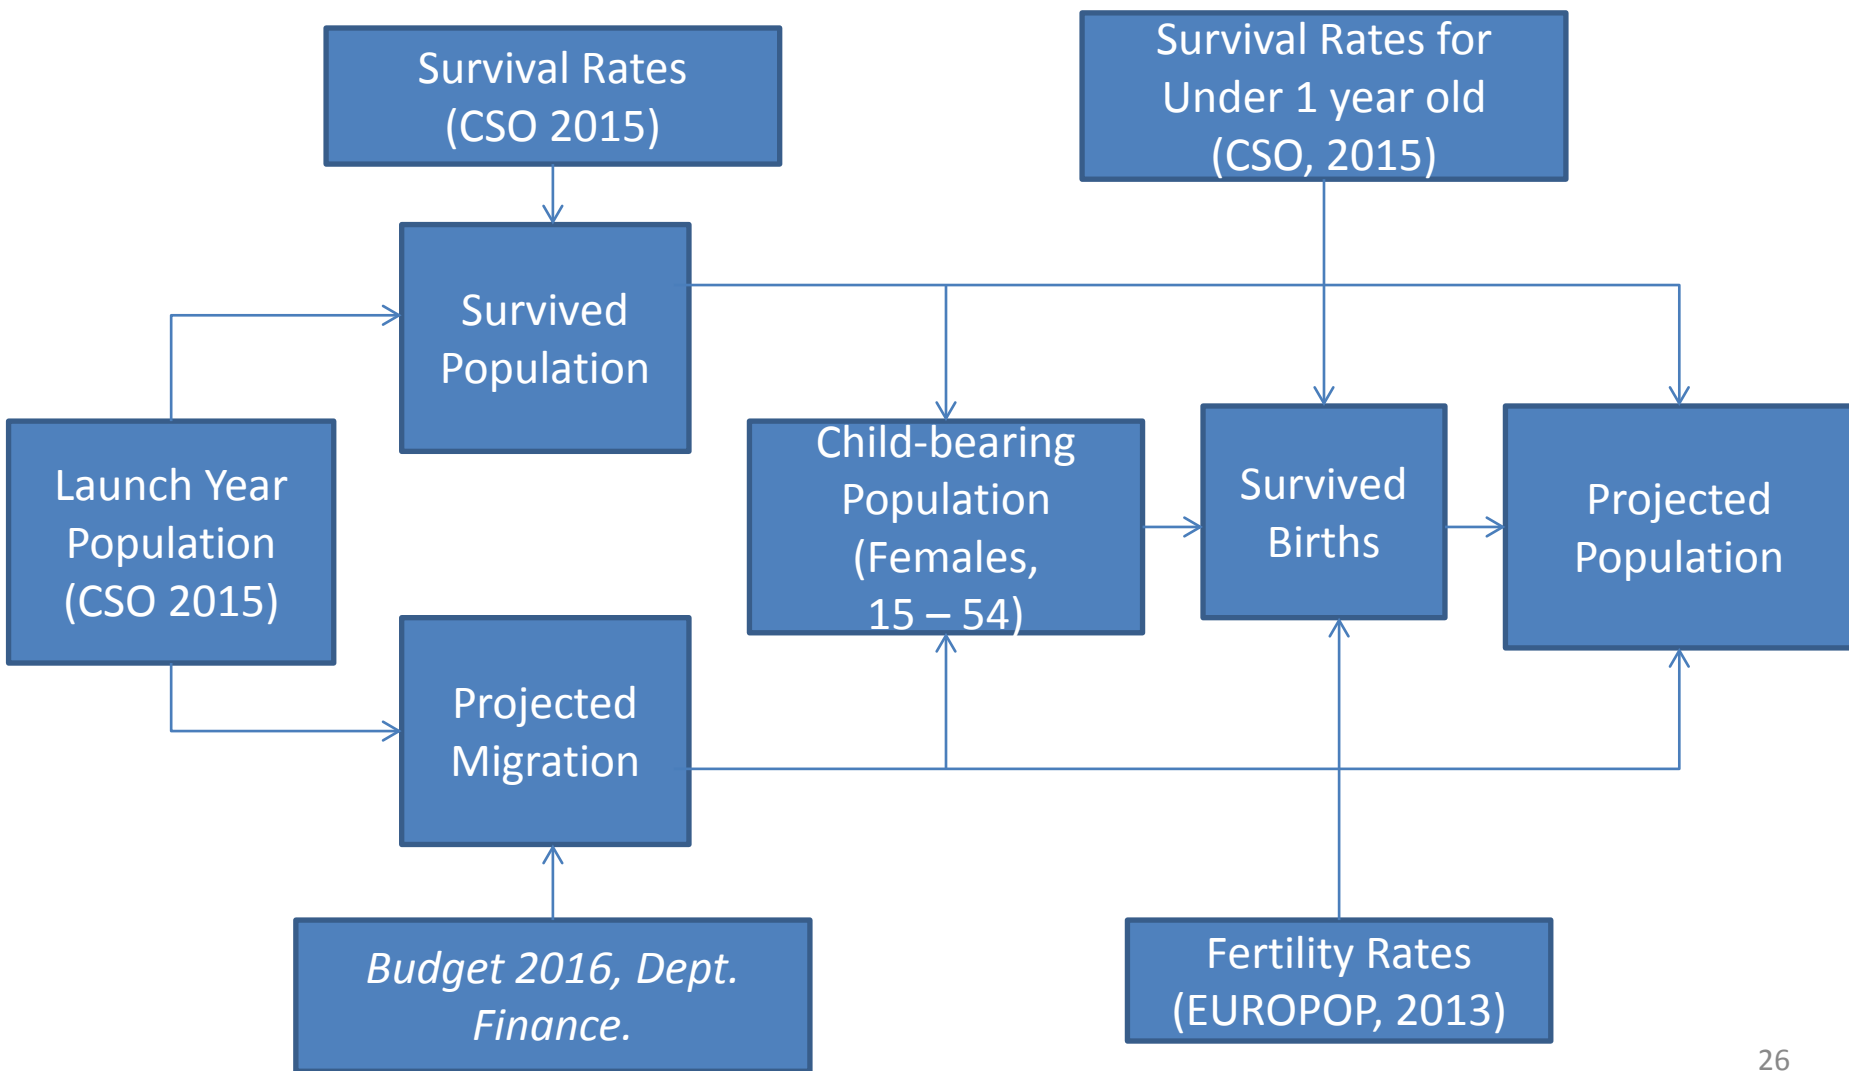 Survival Rates
(CSO 2015)
Survival Rates for
Under 1 year old
(CSO, 2015)
Survived
Population
Launch Year
Population
(CSO 2015)
Child-bearing
Population
(Females,
15 – 54)
Survived
Births
Projected
Population
Projected
Migration
Budget 2016, Dept.
Finance.
Fertility Rates
(EUROPOP, 2013)
26